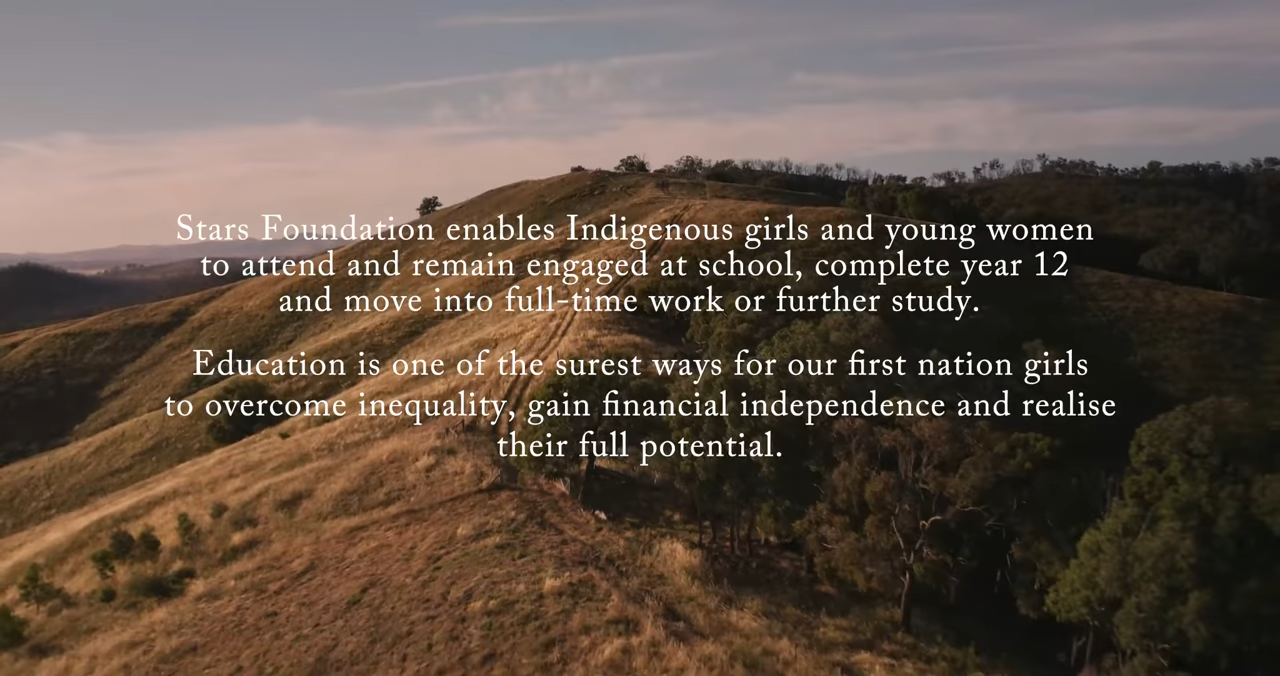 Stars Foundation enables Indigenous girls and young women
to attend and remain engaged at school, complete year 12
and move into full-time work or further study.
Education is one of the surest ways for our first nation girls
to overcome inequality, gain financial independence and realise
their full potential.